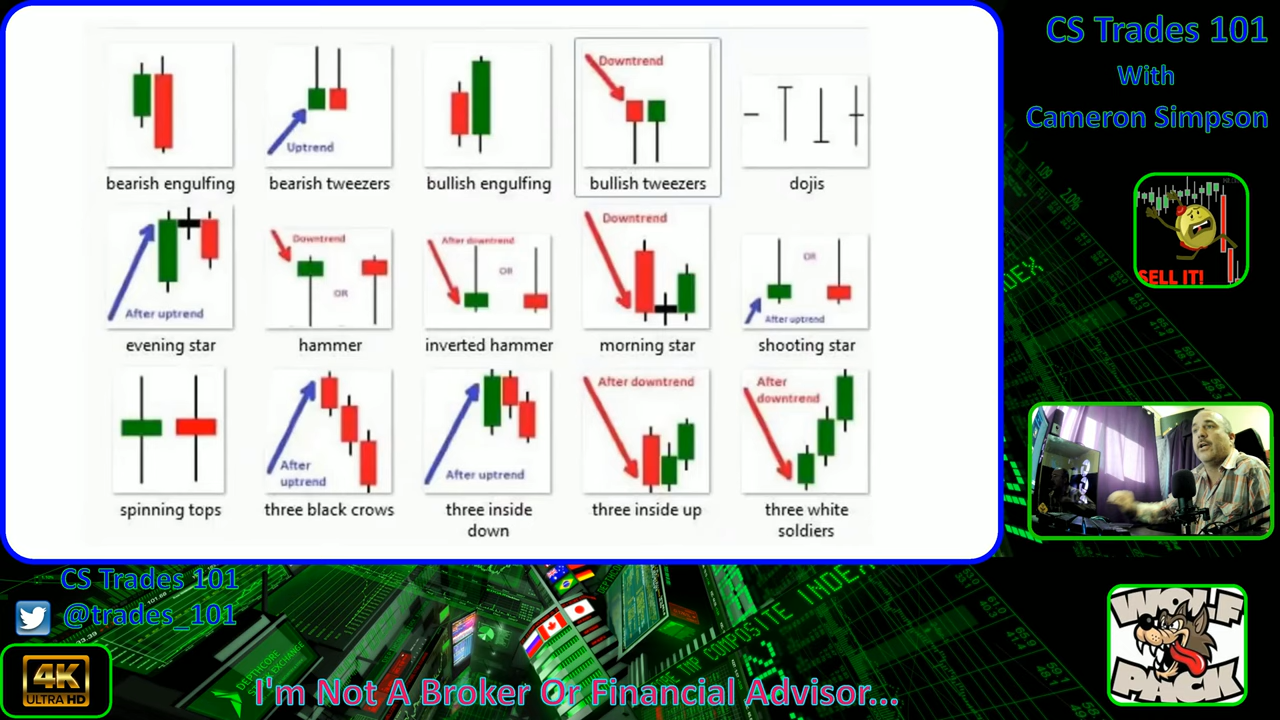 CS Trades 101
With
Cameron Simpson
bearish engulfing
Uptrend
bearish tweezers
bullish engulfing
Downtrend
bullish tweezers
dojis
After uptrend
evening star
Downtrend
OR
hammer
After downtrend
OR
inverted hammer
Downtrend
morning star
OR
After uptrend
shooting star
SELL IT!
spinning tops
After
uptrend
three black crows
After uptrend
three inside
down
After downtrend
three inside up
After
downtrend
three white
soldiers
CS Trades 101
@trades_101
4K
ULTRA HD
I'm Not A Broker Or Financial Advisor...
WOLF
PACK